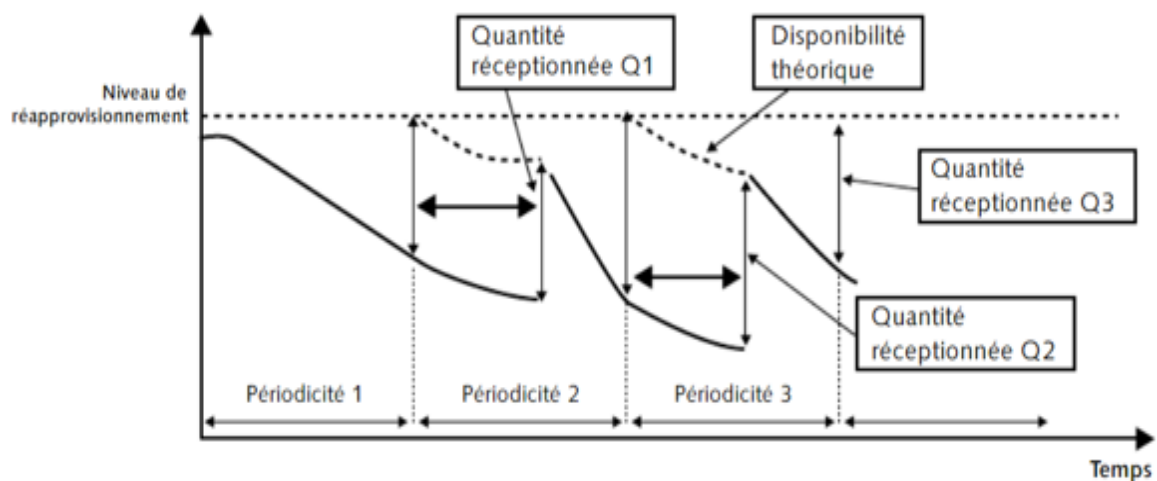 Quantité
réceptionnée Q1
Disponibilité
théorique
Niveau de
réapprovisionnement
Quantité
réceptionnée Q3
Quantité
réceptionnée Q2
Périodicité 1
Périodicité 2
Périodicité 3
Temps